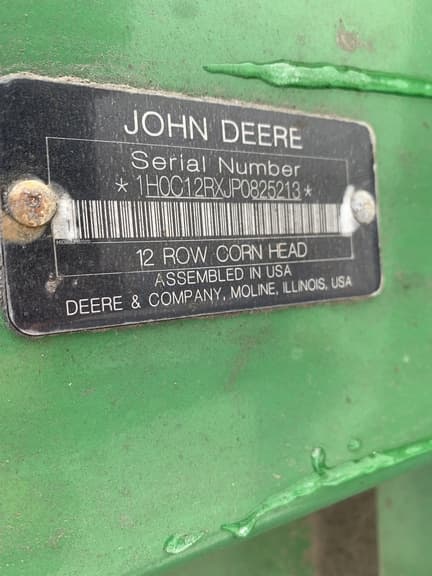 JOHN DEERE
Serial Number
*1H0C12RXJP0825213*
12 ROW CORN HEAD
ASSEMBLED IN USA
DEERE & COMPANY, MOLINE, ILLINOIS, USA